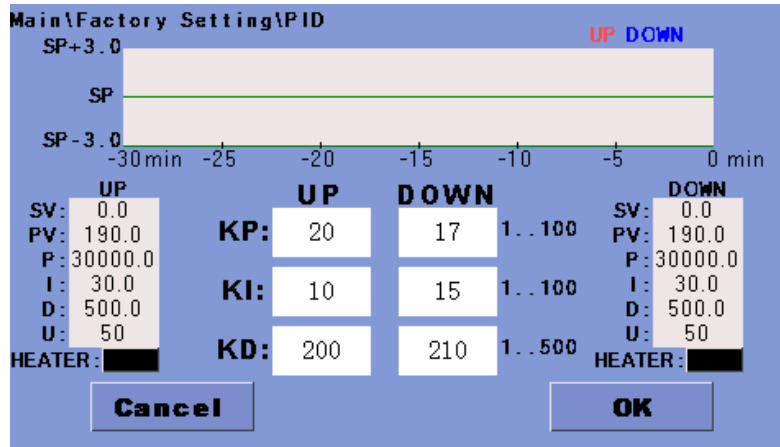 Main\Factory Setting\PID
UP DOWN
SP+3.0
SP
SP-3.0
-30min -25 -20 -15 -10 -5 0 min
UP
SV: 0.0
PV: 190.0
P: 30000.0
I: 30.0
D: 500.0
U: 50
HEATER:
UP DOWN
KP: 20 17 1..100
KI: 10 15 1..100
KD: 200 210 1..500
DOWN
SV: 0.0
PV: 190.0
P: 30000.0
I: 30.0
D: 500.0
U: 50
HEATER:
Cancel OK